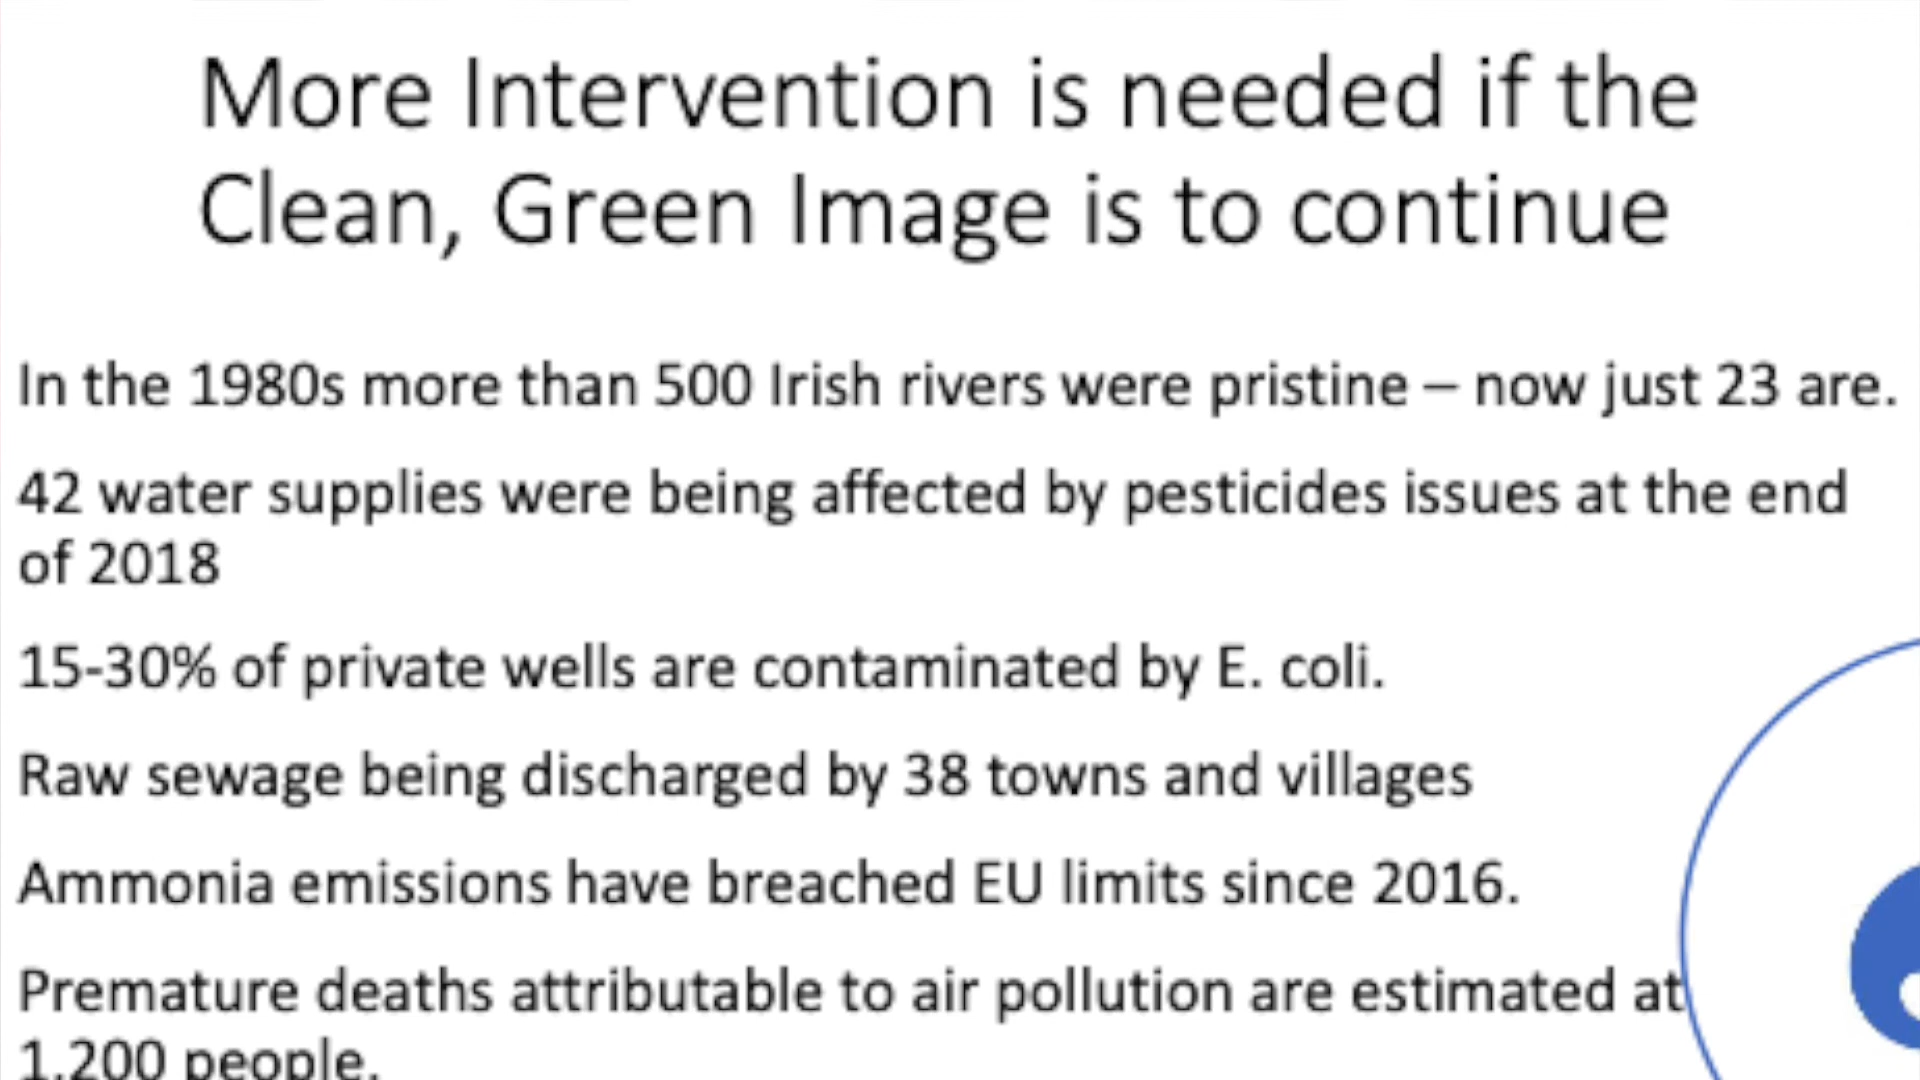 More Intervention is needed if the
Clean, Green Image is to continue
In the 1980s more than 500 Irish rivers were pristine – now just 23 are.
42 water supplies were being affected by pesticides issues at the end
of 2018
15-30% of private wells are contaminated by E. coli.
Raw sewage being discharged by 38 towns and villages
Ammonia emissions have breached EU limits since 2016.
Premature deaths attributable to air pollution are estimated at
1,200 people.